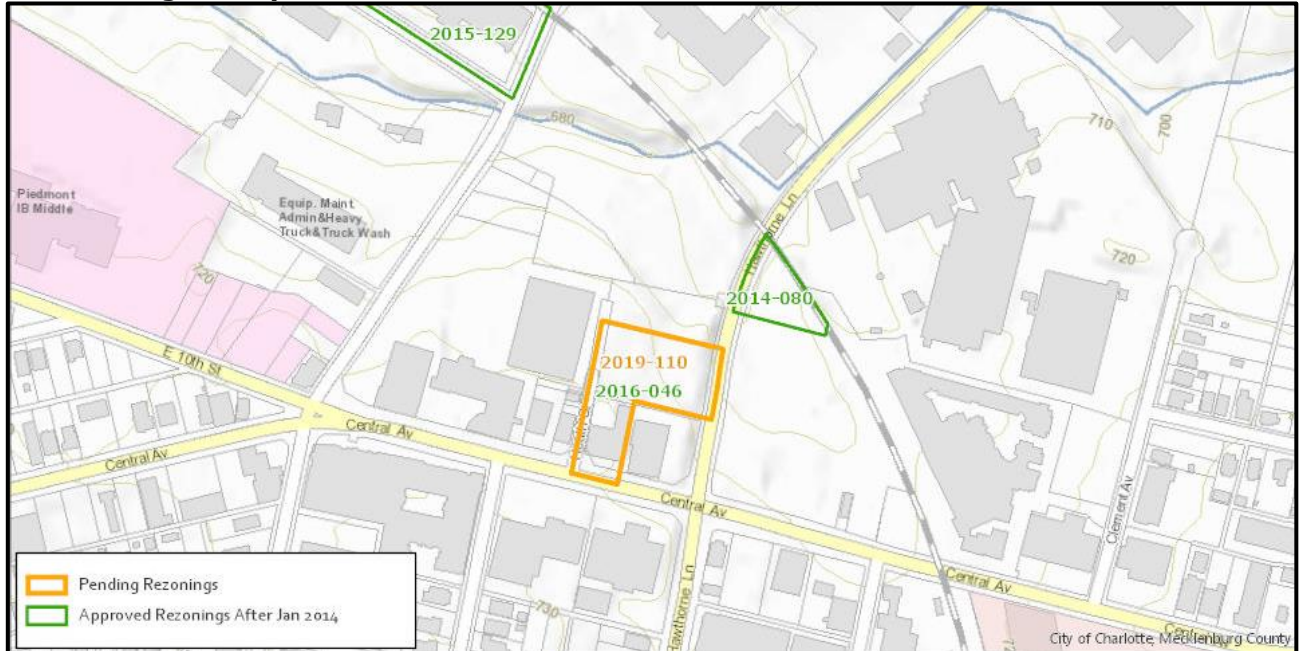 2015-129
680
710
700
Piedmont
IB Middle
Equip. Maint
Admin&Heavy
Truck&Truck Wash
Hawthorne Ln
720
720
2014-080
E 10th St
2019-110
2016-046
Central Av
Central Av
Central Av
Clement Av
Hawthorne Ln
Central Av
730
Pending Rezonings
Approved Rezonings After Jan 2014
City of Charlotte, Mecklenburg County